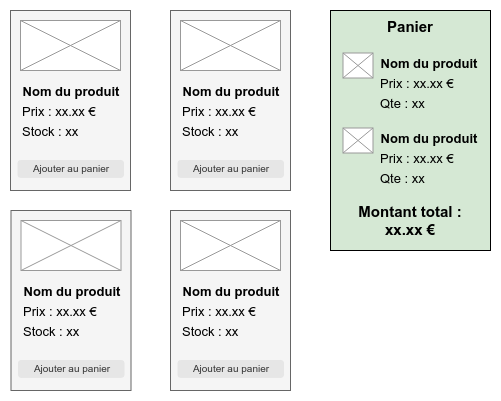 Nom du produit
Prix : xx.xx €
Stock : xx
Ajouter au panier
Nom du produit
Prix : xx.xx €
Stock : xx
Ajouter au panier
Nom du produit
Prix : xx.xx €
Stock : xx
Ajouter au panier
Nom du produit
Prix : xx.xx €
Stock : xx
Ajouter au panier
Panier
Nom du produit
Prix : xx.xx €
Qte : xx
Nom du produit
Prix : xx.xx €
Qte : xx
Montant total :
xx.xx €